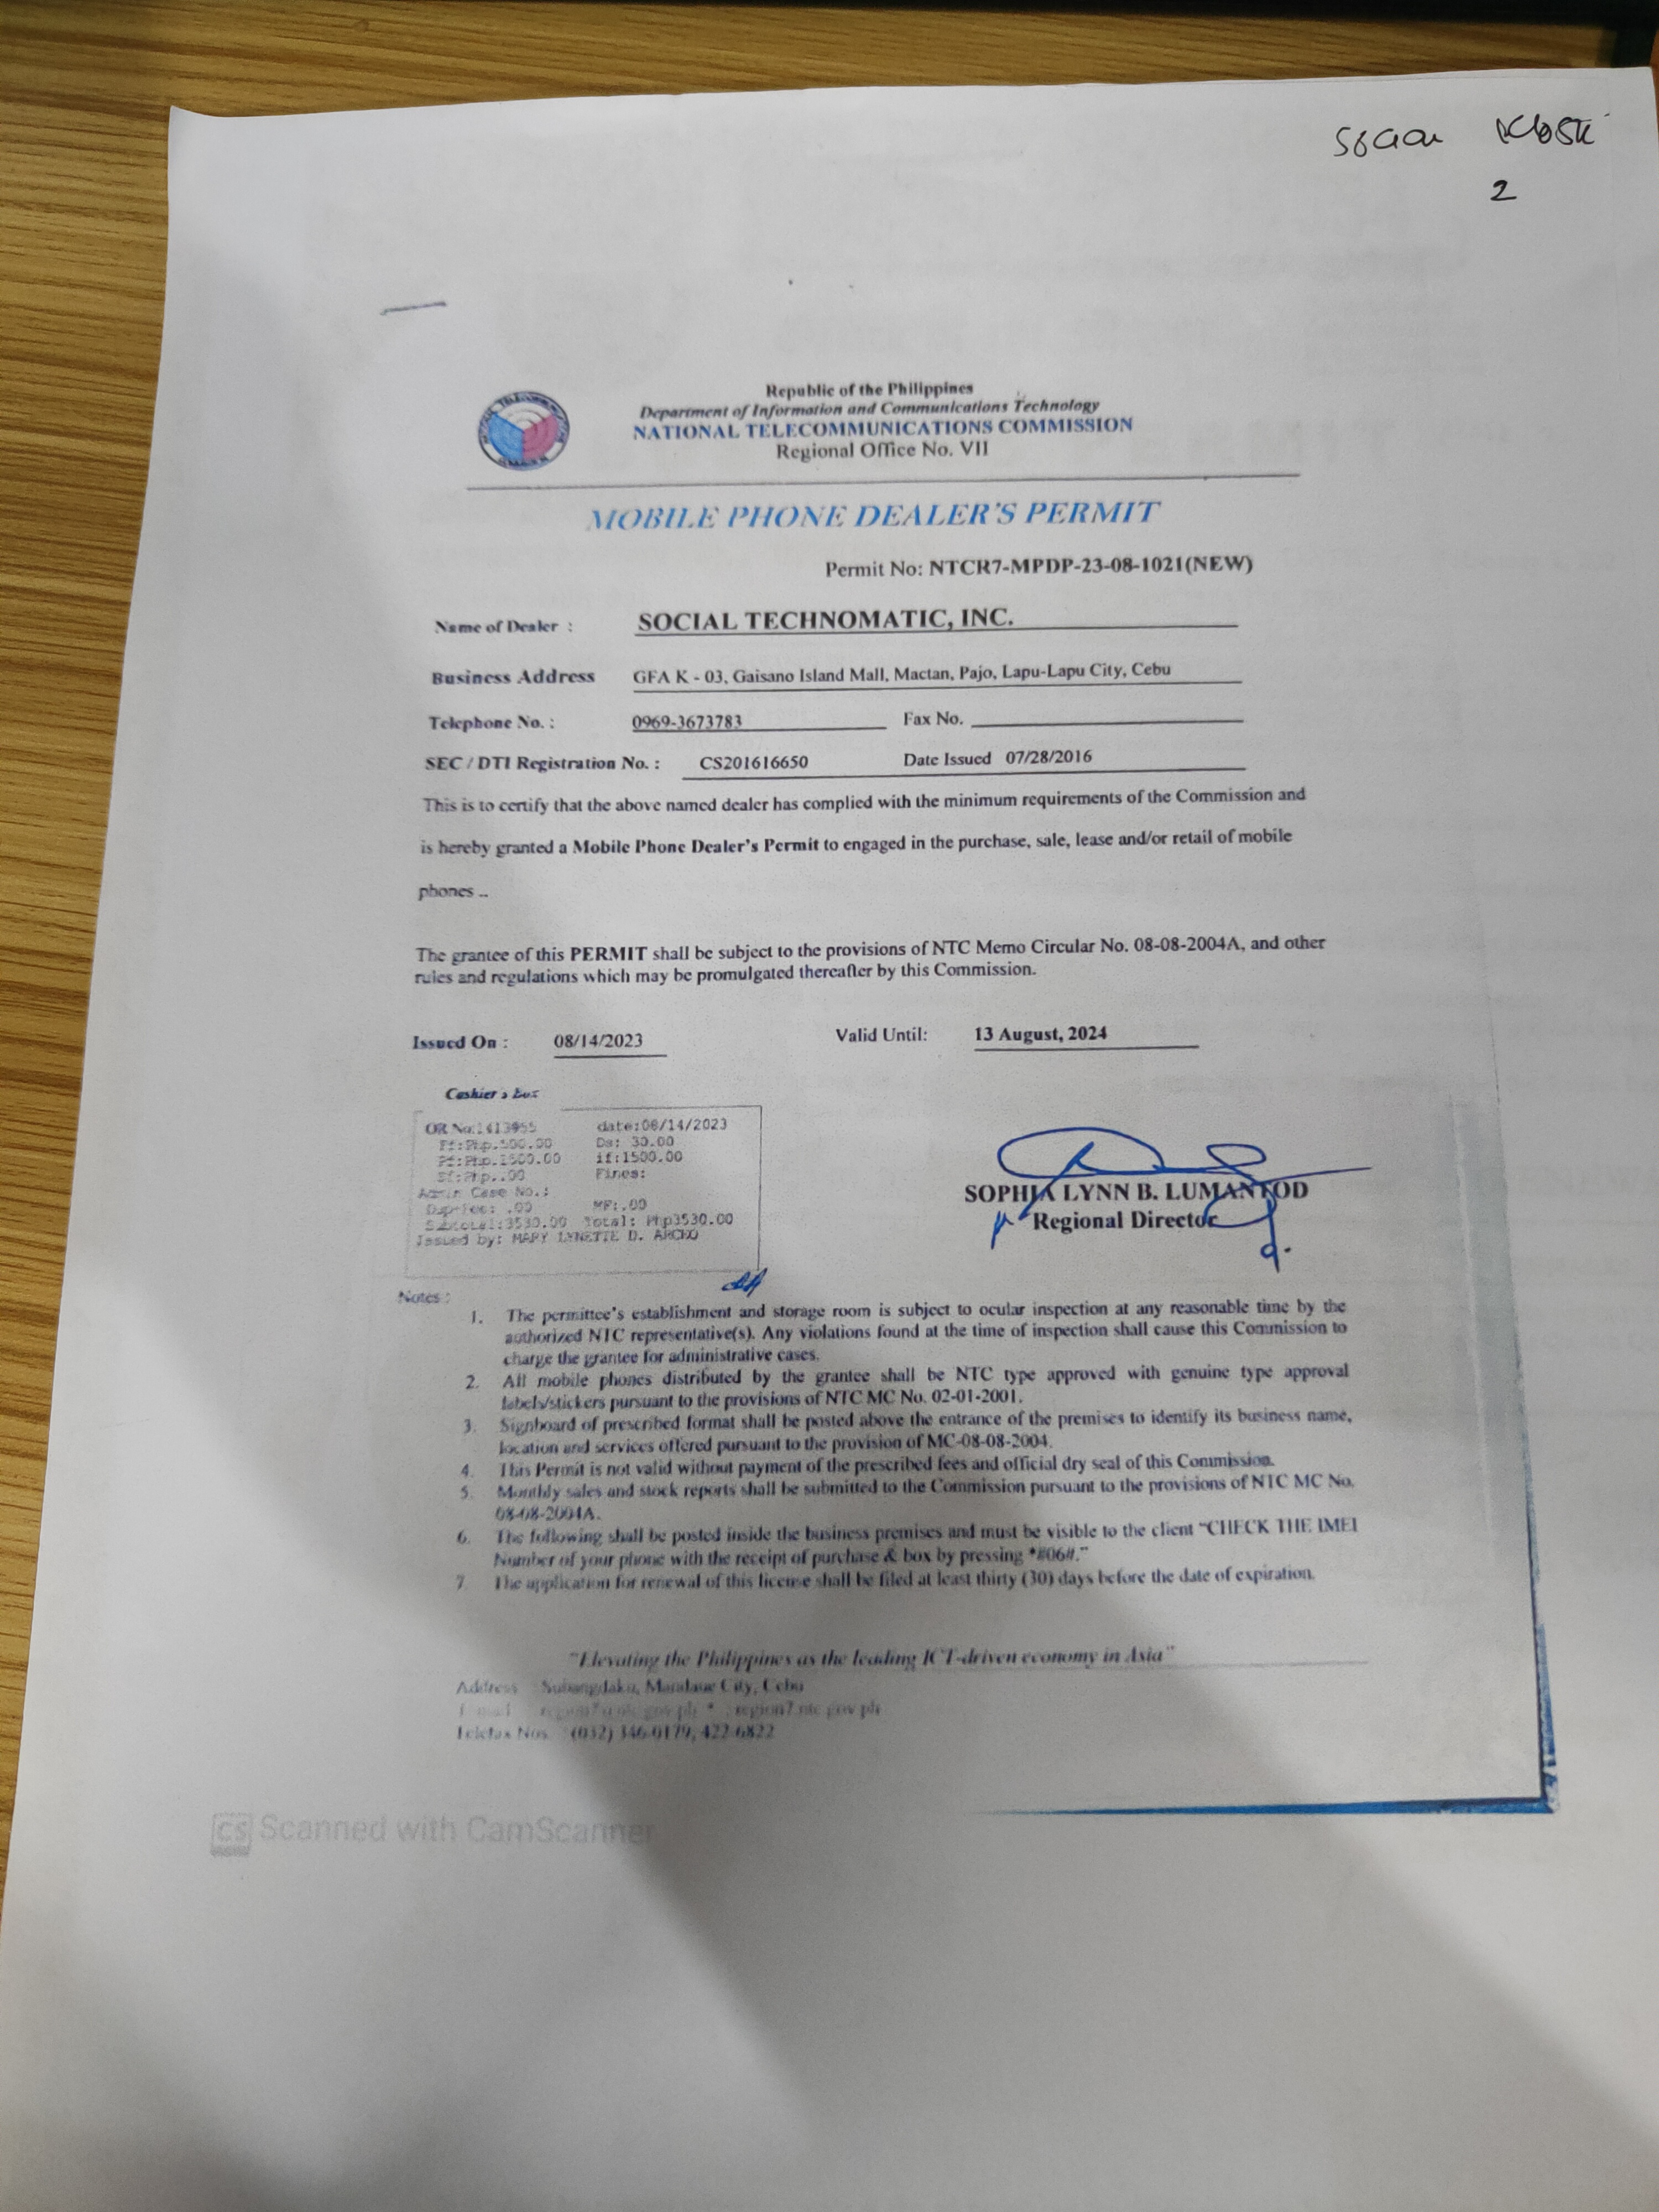 2
Republic of the Philippines
Department of Information and Communications Technology
NATIONAL TELECOMMUNICATIONS COMMISSION
Regional Office No. VII
MOBILE PHONE DEALER'S PERMIT
Permit No: NTCR7-MPDP-23-08-1021(NEW)
Name of Dealer : SOCIAL TECHNOMATIC, INC.
Business Address GFA K - 03, Gaisano Island Mall, Mactan, Pajo, Lapu-Lapu City, Cebu
Telephone No. : 0969-3673783 Fax No.
SEC / DTI Registration No. : CS201616650 Date Issued 07/28/2016
This is to certify that the above named dealer has complied with the minimum requirements of the Commission and
is hereby granted a Mobile Phone Dealer's Permit to engaged in the purchase, sale, lease and/or retail of mobile
phones ..
The grantee of this PERMIT shall be subject to the provisions of NTC Memo Circular No. 08-08-2004A, and other
rules and regulations which may be promulgated thereafter by this Commission.
Issued On : 08/14/2023 Valid Until: 13 August, 2024
Cashier's Box
OR No: date:08/14/2023
Ff:Php.500.00 Ds: 30.00
Pf:Php.1500.00 if:1500.00
Sf:Php..00 Fines:
Admin Case No.:
Dup-fee: .00 MF:.00
Subtotal:3530.00 Total: Php3530.00
Issued by: MARY LYNETTE D. ARCEO
SOPHIA LYNN B. LUMANTOD
Regional Director
Notes :
1. The permittee's establishment and storage room is subject to ocular inspection at any reasonable time by the
authorized NTC representative(s). Any violations found at the time of inspection shall cause this Commission to
charge the grantee for administrative cases.
2. All mobile phones distributed by the grantee shall be NTC type approved with genuine type approval
labels/stickers pursuant to the provisions of NTC MC No. 02-01-2001.
3. Signboard of prescribed format shall be posted above the entrance of the premises to identify its business name,
location and services offered pursuant to the provision of MC-08-08-2004.
4. This Permit is not valid without payment of the prescribed fees and official dry seal of this Commission.
5. Monthly sales and stock reports shall be submitted to the Commission pursuant to the provisions of NTC MC No.
08-08-2004A.
6. The following shall be posted inside the business premises and must be visible to the client "CHECK THE IMEI
Number of your phone with the receipt of purchase & box by pressing *#06#."
7. The application for renewal of this license shall be filed at least thirty (30) days before the date of expiration.
"Elevating the Philippines as the leading ICT-driven economy in Asia"
Address Subangdaku, Mandaue City, Cebu
Telefax Nos. (032) 346-0179, 422-6822
CS Scanned with CamScanner